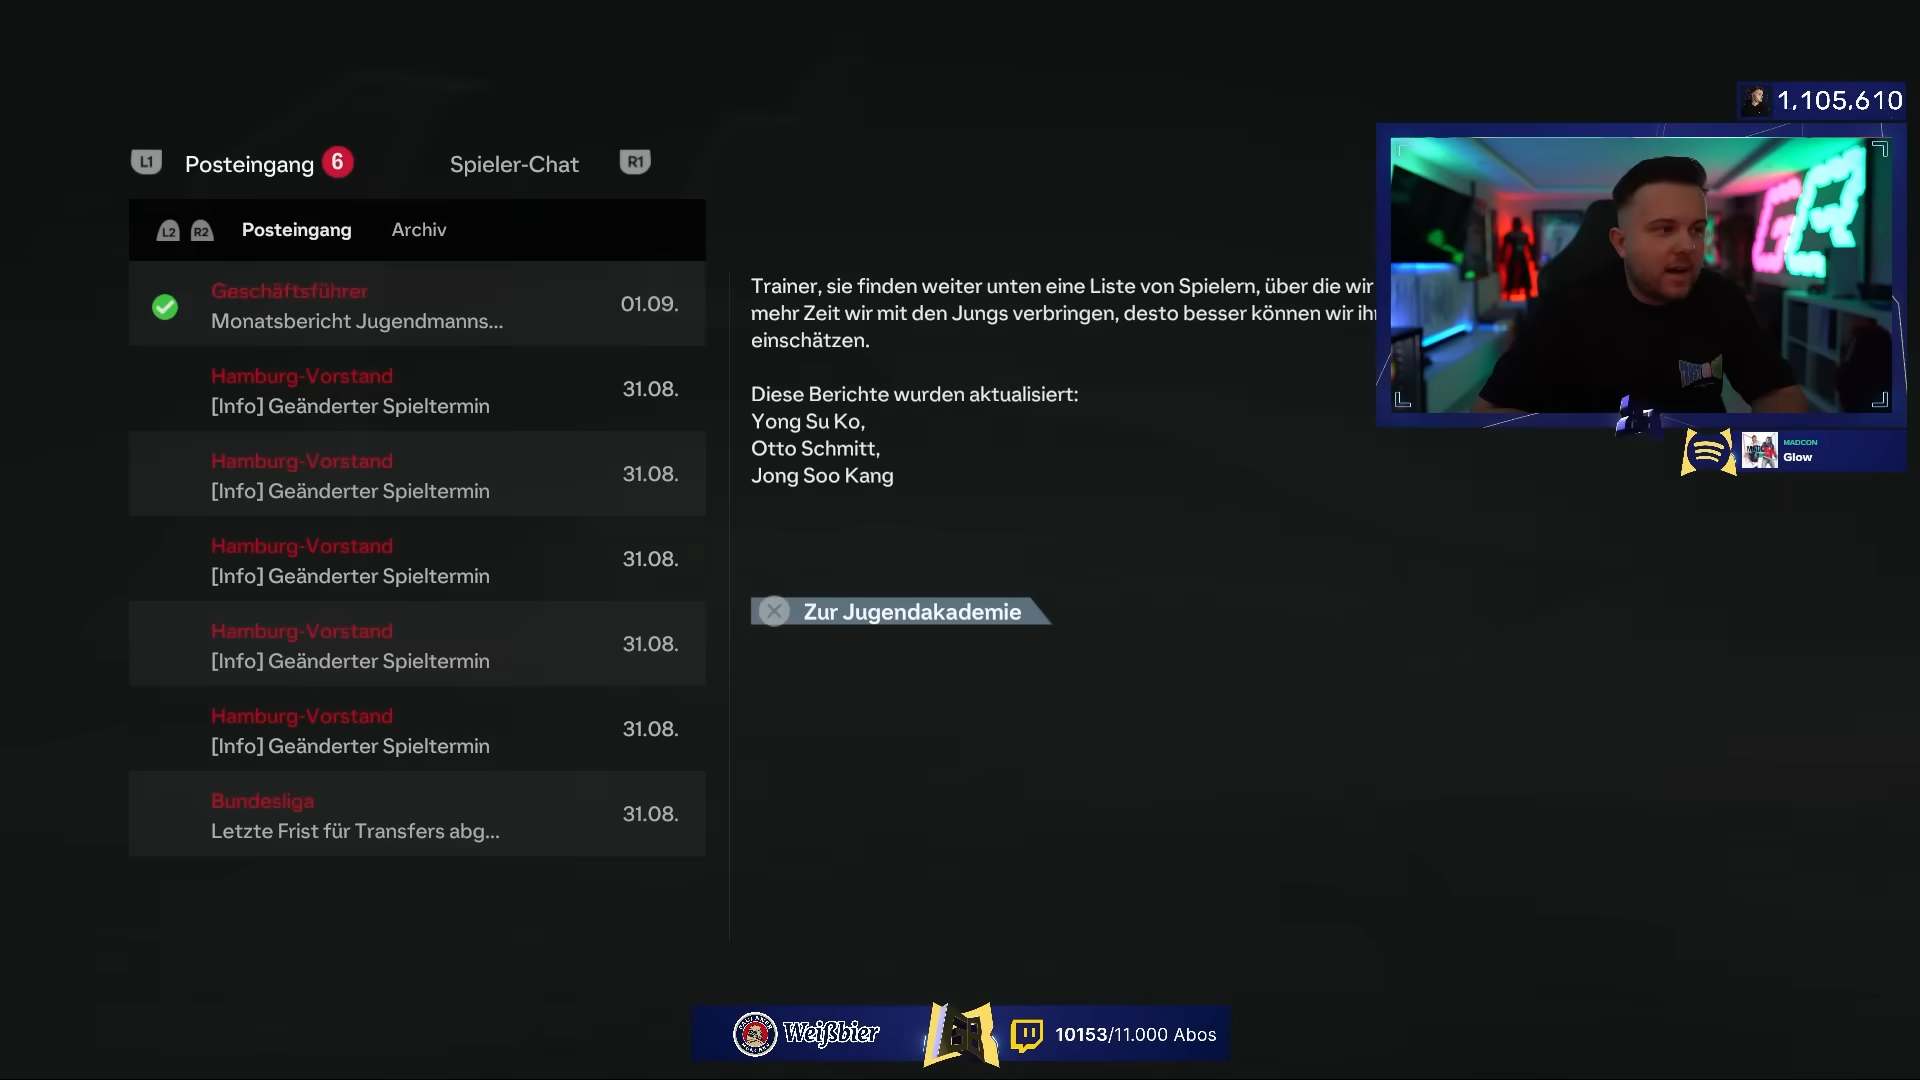 1,105,610
L1 Posteingang 6 Spieler-Chat R1
L2 R2 Posteingang Archiv
Geschäftsführer
Monatsbericht Jugendmanns...
01.09.
Hamburg-Vorstand
[Info] Geänderter Spieltermin
31.08.
Hamburg-Vorstand
[Info] Geänderter Spieltermin
31.08.
Hamburg-Vorstand
[Info] Geänderter Spieltermin
31.08.
Hamburg-Vorstand
[Info] Geänderter Spieltermin
31.08.
Hamburg-Vorstand
[Info] Geänderter Spieltermin
31.08.
Bundesliga
Letzte Frist für Transfers abg...
31.08.
Trainer, sie finden weiter unten eine Liste von Spielern, über die wir
mehr Zeit wir mit den Jungs verbringen, desto besser können wir
einschätzen.
Diese Berichte wurden aktualisiert:
Yong Su Ko,
Otto Schmitt,
Jong Soo Kang
Zur Jugendakademie
GR
MADCON
Glow
Weißbier
10153/11.000 Abos